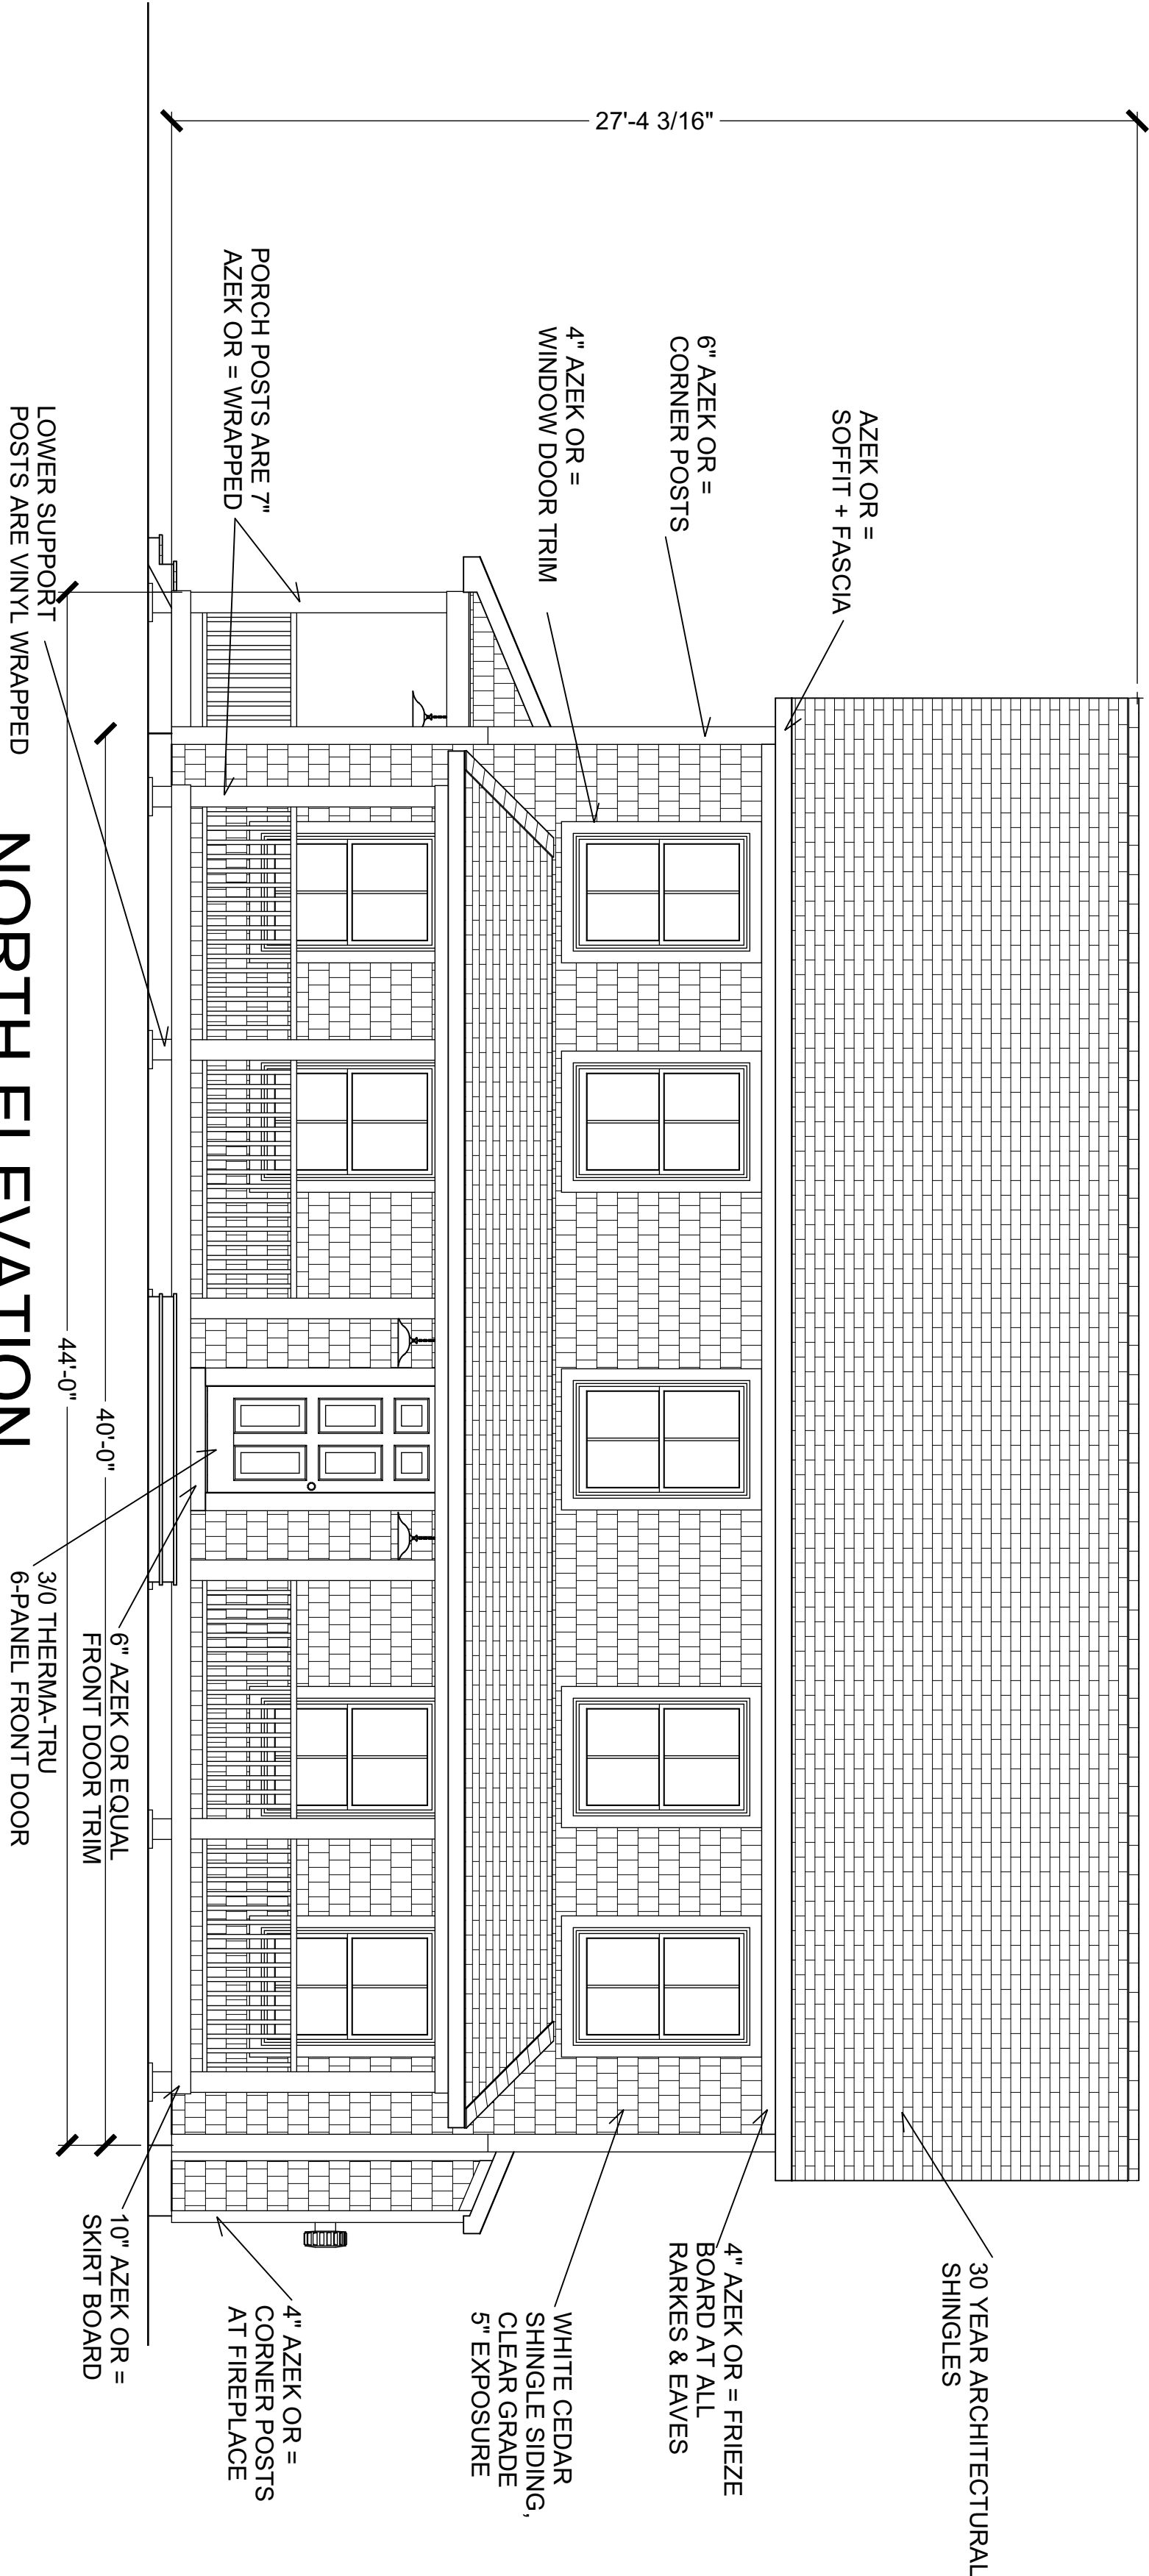 27'-4 3/16"
AZEK OR =
SOFFIT + FASCIA
6" AZEK OR =
CORNER POSTS
4" AZEK OR =
WINDOW DOOR TRIM
PORCH POSTS ARE 7"
AZEK OR = WRAPPED
LOWER SUPPORT
POSTS ARE VINYL WRAPPED
30 YEAR ARCHITECTURAL
SHINGLES
4" AZEK OR = FRIEZE
BOARD AT ALL
RARKES & EAVES
WHITE CEDAR
SHINGLE SIDING,
CLEAR GRADE
5" EXPOSURE
4" AZEK OR =
CORNER POSTS
AT FIREPLACE
10" AZEK OR =
SKIRT BOARD
6" AZEK OR EQUAL
FRONT DOOR TRIM
3/0 THERMA-TRU
6-PANEL FRONT DOOR
40'-0"
44'-0"
NORTH ELEVATION